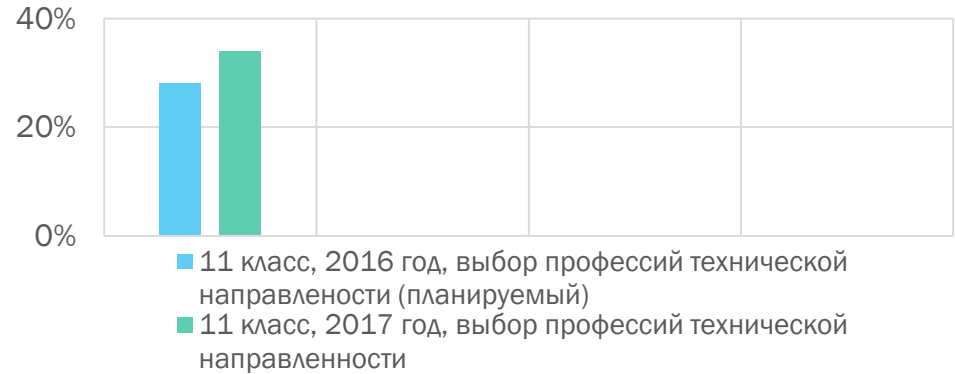 40%
20%
0%
11 класс, 2016 год, выбор профессий технической
направлености (планируемый)
11 класс, 2017 год, выбор профессий технической
направленности